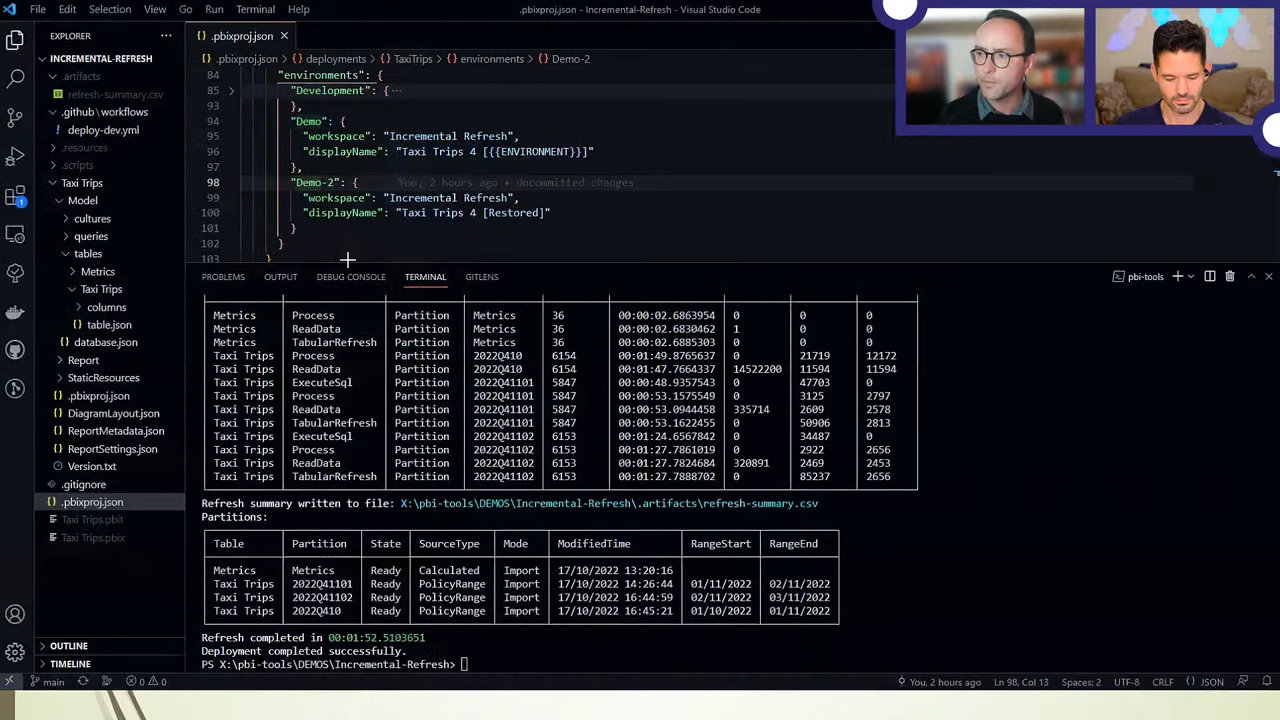 File Edit Selection View Go Run Terminal Help
.pbixproj.json - Incremental-Refresh - Visual Studio Code
EXPLORER
INCREMENTAL-REFRESH
.artifacts
refresh-summary.csv
.github\workflows
deploy-dev.yml
.resources
.scripts
Taxi Trips
Model
cultures
queries
tables
Metrics
Taxi Trips
columns
table.json
database.json
Report
StaticResources
.pbixproj.json
DiagramLayout.json
ReportMetadata.json
ReportSettings.json
Version.txt
.gitignore
.pbixproj.json
Taxi Trips.pbit
Taxi Trips.pbix
OUTLINE
TIMELINE
1
.pbixproj.json
.pbixproj.json > {} deployments > {} TaxiTrips > {} environments > {} Demo-2
84 "environments": {
85 "Development": {···
93 },
94 "Demo": {
95 "workspace": "Incremental Refresh",
96 "displayName": "Taxi Trips 4 [{{ENVIRONMENT}}]"
97 },
98 "Demo-2": { You, 2 hours ago • Uncommitted changes
99 "workspace": "Incremental Refresh",
100 "displayName": "Taxi Trips 4 [Restored]"
101 }
102 }
103 }
PROBLEMS OUTPUT DEBUG CONSOLE TERMINAL GITLENS
pbi-tools
Metrics Process Partition Metrics 36 00:00:02.6863954 0 0 0
Metrics ReadData Partition Metrics 36 00:00:02.6830462 1 0 0
Metrics TabularRefresh Partition Metrics 36 00:00:02.6885303 0 0 0
Taxi Trips Process Partition 2022Q410 6154 00:01:49.8765637 0 21719 12172
Taxi Trips ReadData Partition 2022Q410 6154 00:01:47.7664337 14522200 11594 11594
Taxi Trips ExecuteSql Partition 2022Q41101 5847 00:00:48.9357543 0 47703 0
Taxi Trips Process Partition 2022Q41101 5847 00:00:53.1575549 0 3125 2797
Taxi Trips ReadData Partition 2022Q41101 5847 00:00:53.0944458 335714 2609 2578
Taxi Trips TabularRefresh Partition 2022Q41101 5847 00:00:53.1622455 0 50906 2813
Taxi Trips ExecuteSql Partition 2022Q41102 6153 00:01:24.6567842 0 34487 0
Taxi Trips Process Partition 2022Q41102 6153 00:01:27.7861019 0 2922 2656
Taxi Trips ReadData Partition 2022Q41102 6153 00:01:27.7824684 320891 2469 2453
Taxi Trips TabularRefresh Partition 2022Q41102 6153 00:01:27.7888702 0 85237 2656
Refresh summary written to file: X:\pbi-tools\DEMOS\Incremental-Refresh\.artifacts\refresh-summary.csv
Partitions:
Table Partition State SourceType Mode ModifiedTime RangeStart RangeEnd
Metrics Metrics Ready Calculated Import 17/10/2022 13:20:16
Taxi Trips 2022Q41101 Ready PolicyRange Import 17/10/2022 14:26:44 01/11/2022 02/11/2022
Taxi Trips 2022Q41102 Ready PolicyRange Import 17/10/2022 16:44:59 02/11/2022 03/11/2022
Taxi Trips 2022Q410 Ready PolicyRange Import 17/10/2022 16:45:21 01/10/2022 01/11/2022
Refresh completed in 00:01:52.5103651
Deployment completed successfully.
PS X:\pbi-tools\DEMOS\Incremental-Refresh>
main 0 0 You, 2 hours ago Ln 98, Col 13 Spaces: 2 UTF-8 CRLF {} JSON